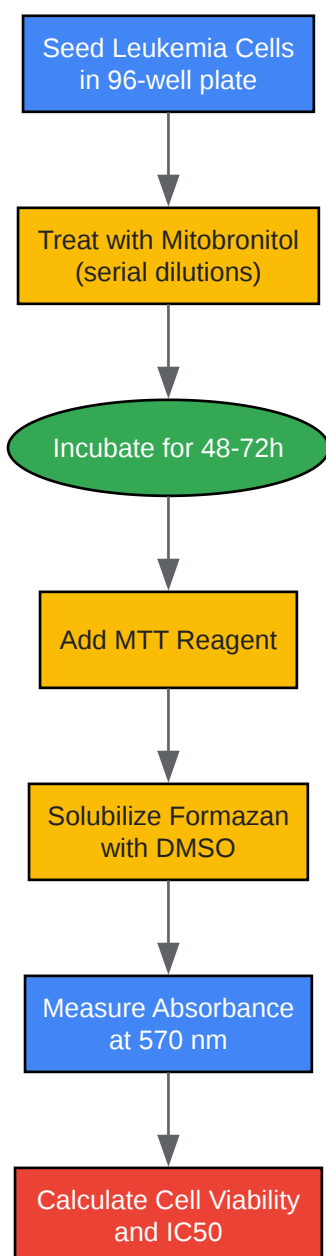 Seed Leukemia Cells
in 96-well plate
Treat with Mitobronitol
(serial dilutions)
Incubate for 48-72h
Add MTT Reagent
Solubilize Formazan
with DMSO
Measure Absorbance
at 570 nm
Calculate Cell Viability
and IC50